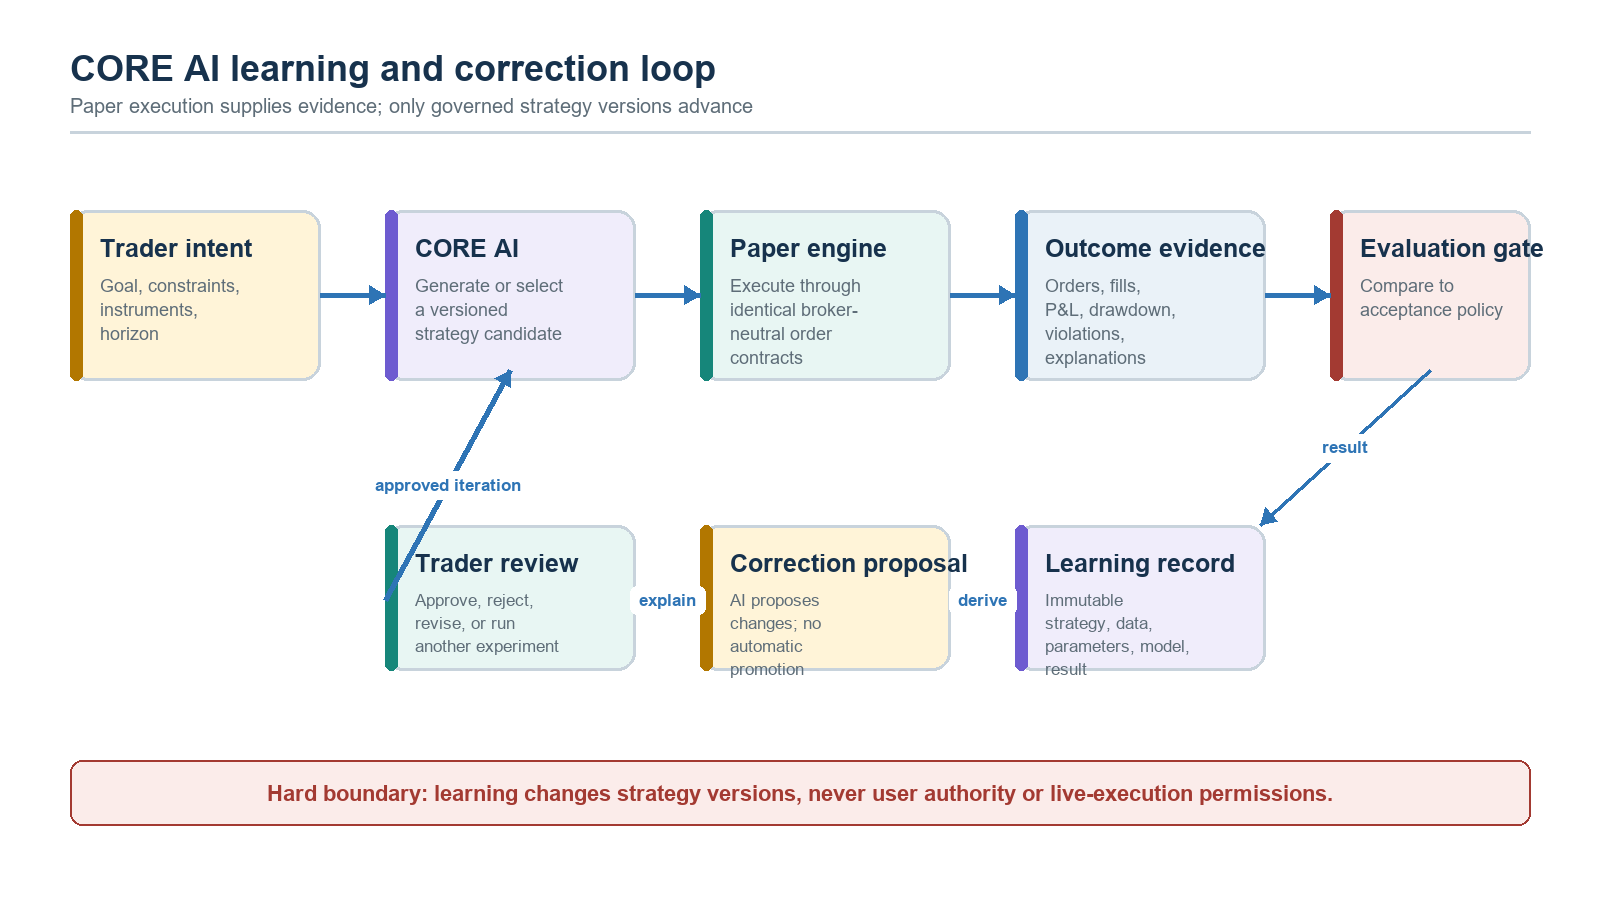 CORE AI learning and correction loop
Paper execution supplies evidence; only governed strategy versions advance
Trader intent
Goal, constraints,
instruments,
horizon
CORE AI
Generate or select
a versioned
strategy candidate
Paper engine
Execute through
identical broker-
neutral order
contracts
Outcome evidence
Orders, fills,
P&L, drawdown,
violations,
explanations
Evaluation gate
Compare to
acceptance policy
result
approved iteration
Trader review
Approve, reject,
revise, or run
another experiment
explain
Correction proposal
AI proposes
changes; no
automatic
promotion
derive
Learning record
Immutable
strategy, data,
parameters, model,
result
Hard boundary: learning changes strategy versions, never user authority or live-execution permissions.